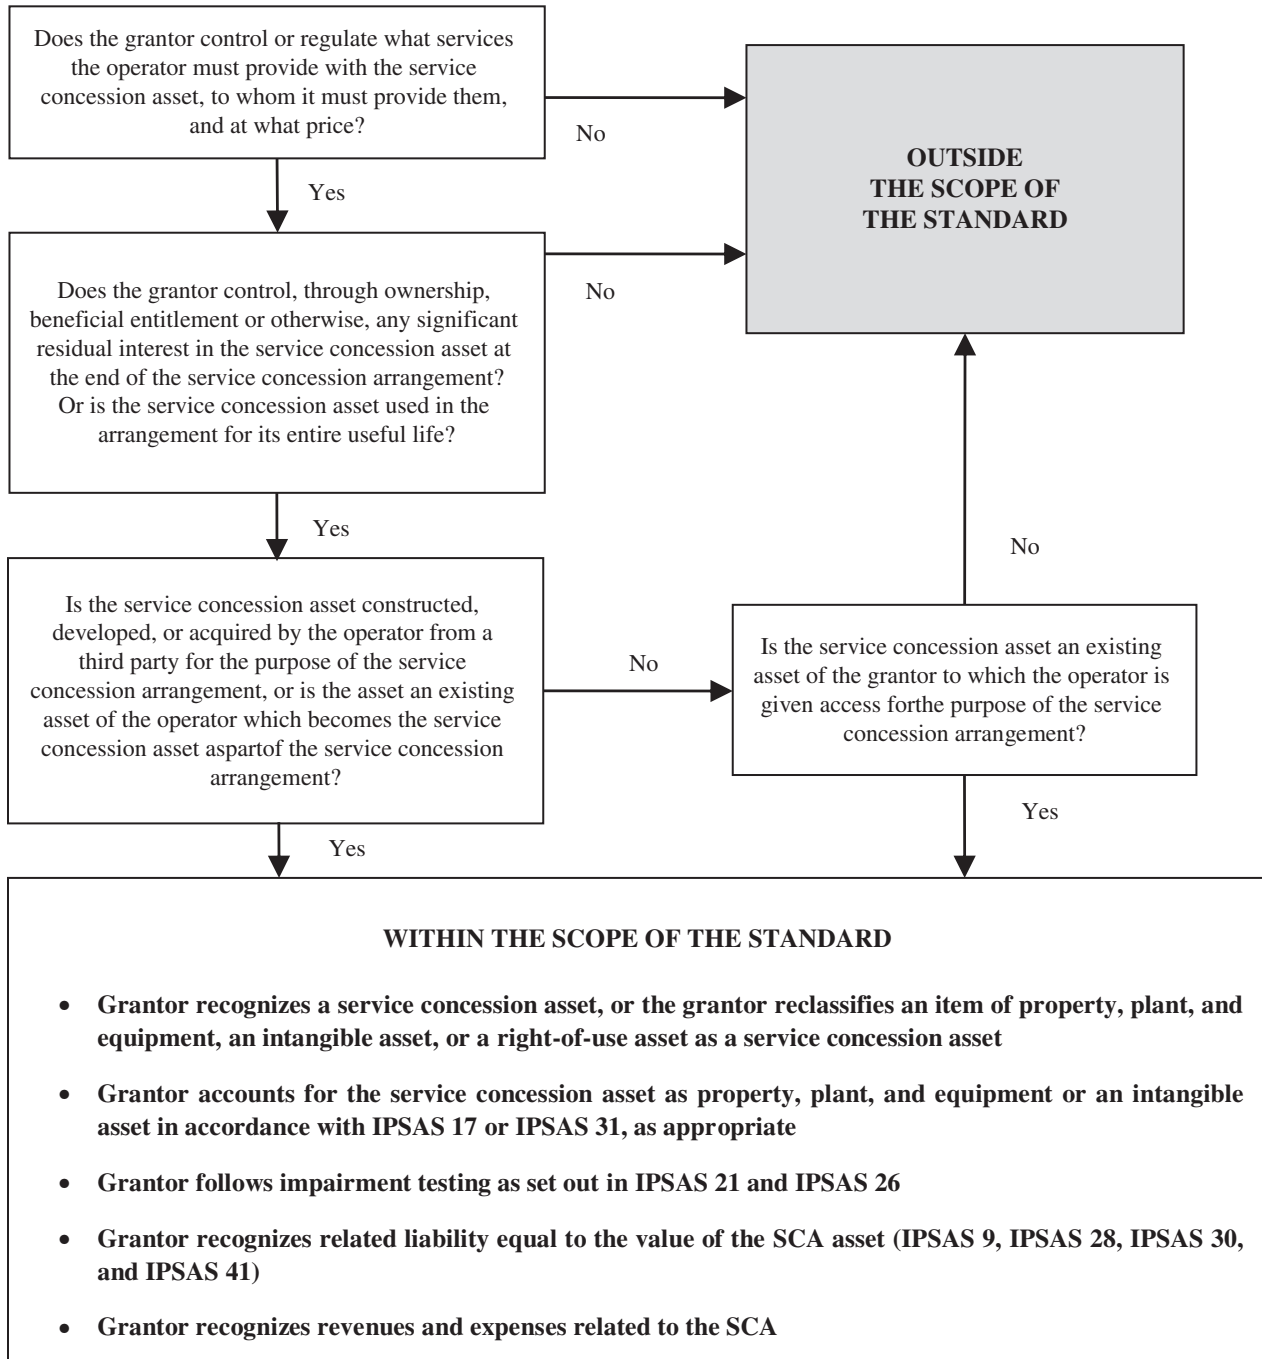 Does the grantor control or regulate what services
the operator must provide with the service
concession asset, to whom it must provide them,
and at what price?
No
OUTSIDE
THE SCOPE OF
THE STANDARD
Yes
Does the grantor control, through ownership,
beneficial entitlement or otherwise, any significant
residual interest in the service concession asset at
the end of the service concession arrangement?
Or is the service concession asset used in the
arrangement for its entire useful life?
No
Yes
No
Is the service concession asset constructed,
developed, or acquired by the operator from a
third party for the purpose of the service
concession arrangement, or is the asset an existing
asset of the operator which becomes the service
concession asset aspartof the service concession
arrangement?
No
Is the service concession asset an existing
asset of the grantor to which the operator is
given access forthe purpose of the service
concession arrangement?
Yes
Yes
WITHIN THE SCOPE OF THE STANDARD
• Grantor recognizes a service concession asset, or the grantor reclassifies an item of property, plant, and
equipment, an intangible asset, or a right-of-use asset as a service concession asset
• Grantor accounts for the service concession asset as property, plant, and equipment or an intangible
asset in accordance with IPSAS 17 or IPSAS 31, as appropriate
• Grantor follows impairment testing as set out in IPSAS 21 and IPSAS 26
• Grantor recognizes related liability equal to the value of the SCA asset (IPSAS 9, IPSAS 28, IPSAS 30,
and IPSAS 41)
• Grantor recognizes revenues and expenses related to the SCA